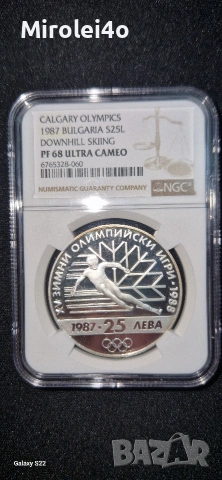 Mirolei34
CALGARY OLYMPICS
1987 BULGARIA S25L
DOWNHILL SKIING
PF 68 ULTRA CAMEO
6765328-060
NUMISMATIC GUARANTY COMPANY
NGC
XV ЗИМНИ ОЛИМПИЙСКИ ИГРИ·1988
1987·25 ЛЕВА
Galaxy S22
bazar